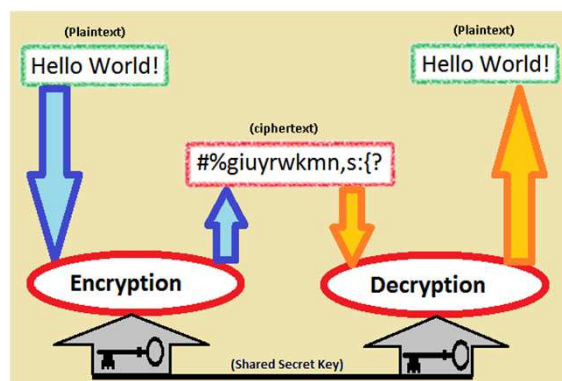 (Plaintext)
Hello World!
(Plaintext)
Hello World!
(ciphertext)
#%giuyrwkmn,s:{?
Encryption
Decryption
(Shared Secret Key)